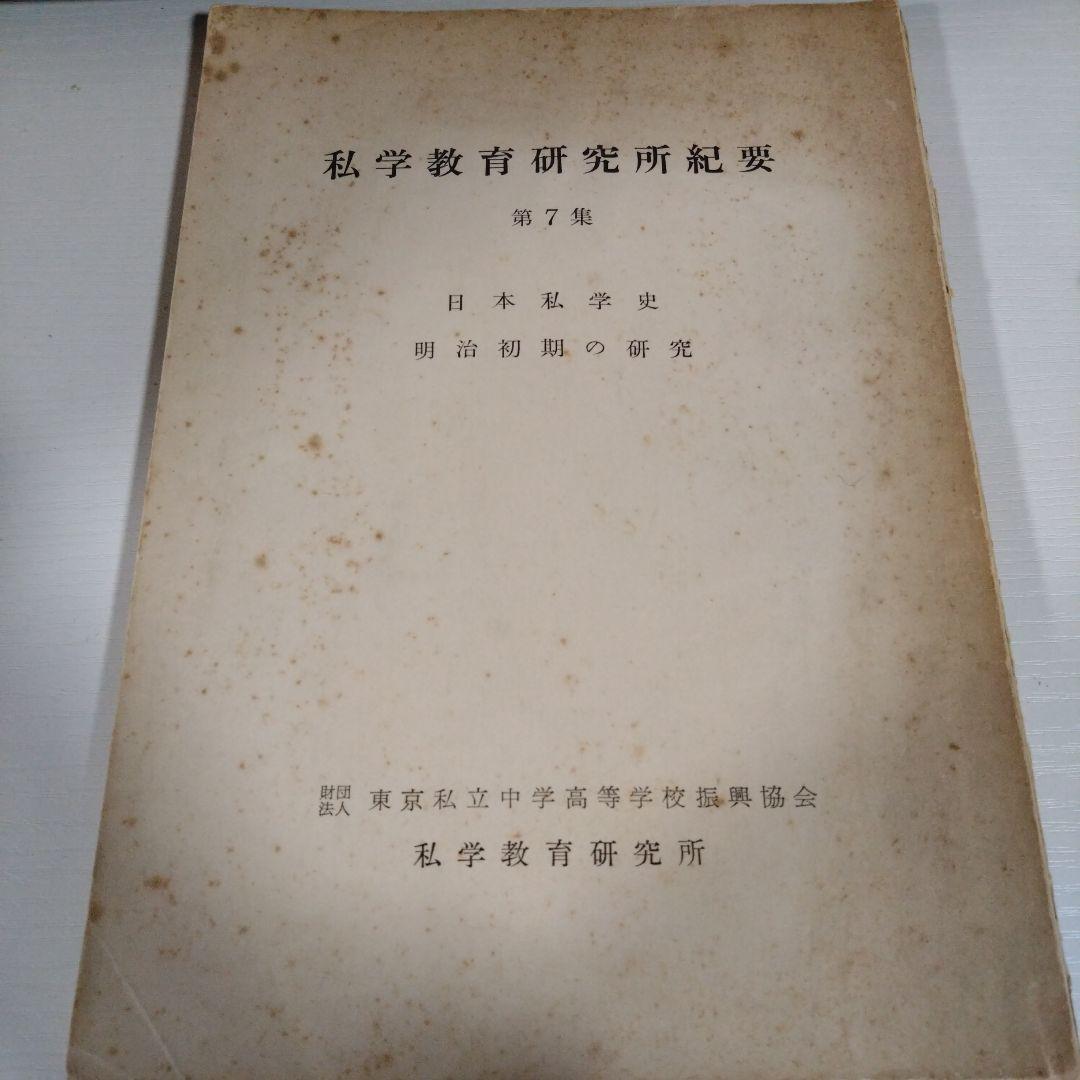 私学教育研究所紀要
第7集
日本私学史
明治初期の研究
財団法人 東京私立中学高等学校振興協会
私学教育研究所